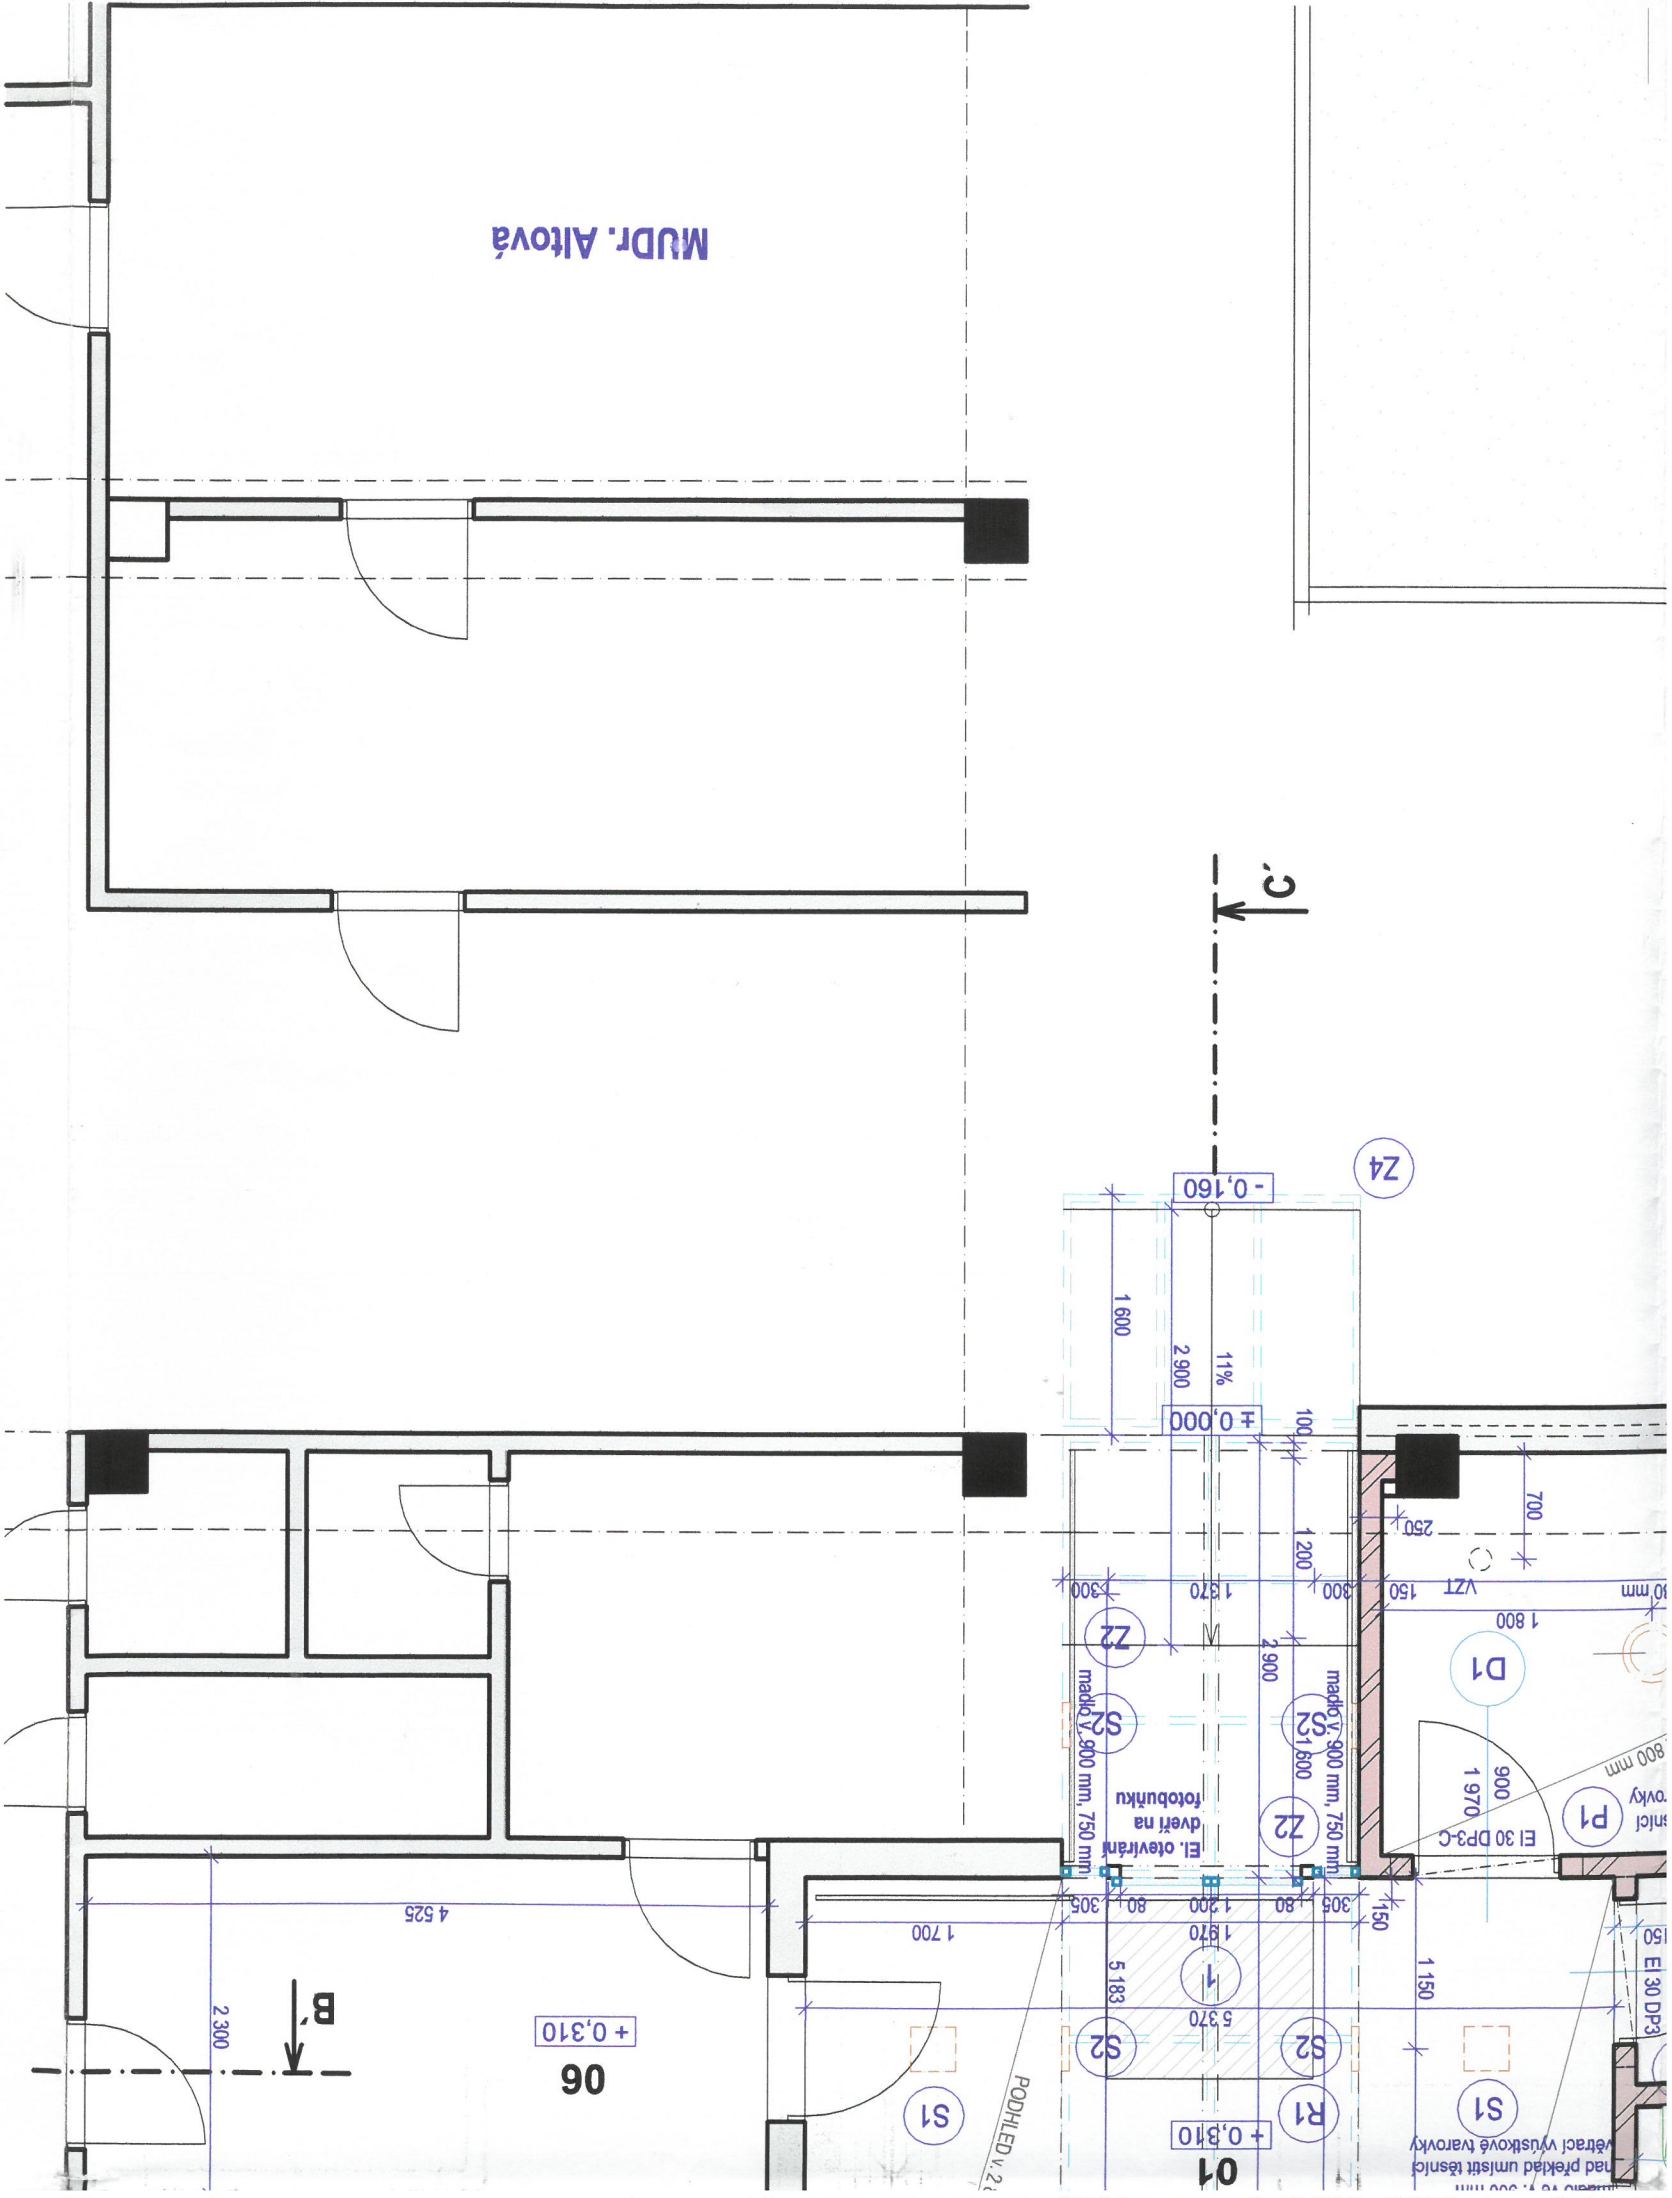 MUDr. Altová
C´
Z4
- 0,160
1 600
2 900
11%
+ 0,000
100
700
250
1 200
300
1 370
300
150
VZT
1 800
Z2
D1
2 900
madlo v. 900 mm, 750 mm
S2
S2
1 600
madlo v. 900 mm, 750 mm
800 mm
900
1 970
EI 30 DP3-C
P1
Z2
El. otevírání
dveří na
fotobuňku
305
80
1 200
80
305
150
4 525
1 700
1 970
1
5 183
1 150
EI 30 DP3
B´
2 300
+ 0,310
06
5 370
S2
S2
S1
PODHLED v.
R1
S1
+ 0,310
01
nad překlad umístit těsnící
větrací výustkové tvarovky